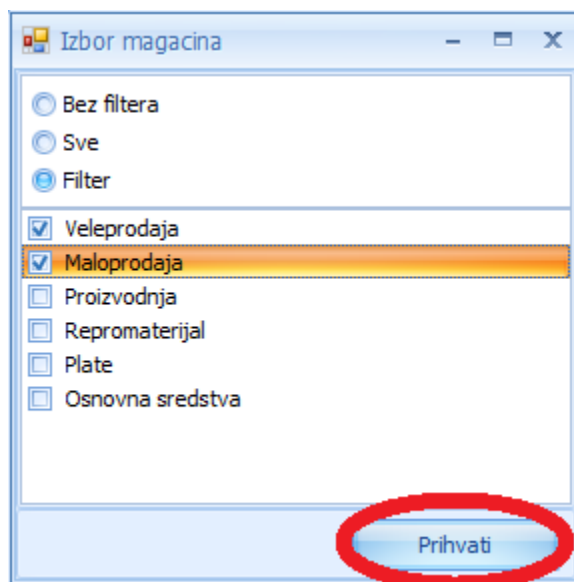 Izbor magacina
Bez filtera
Sve
Filter
Veleprodaja
Maloprodaja
Proizvodnja
Repromaterijal
Plate
Osnovna sredstva
Prihvati